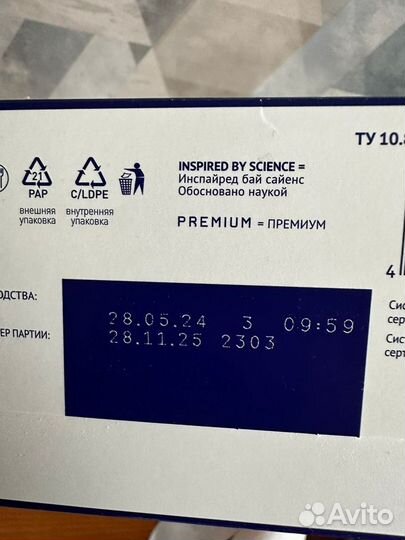 ТУ 10.
INSPIRED BY SCIENCE =
Инспайред бай сайенс
Обосновано наукой
21
PAP
C/LDPE
внешняя
упаковка
внутренняя
упаковка
PREMIUM = ПРЕМИУМ
4
ОДСТВА:
28.05.24 3 09:59
ЕР ПАРТИИ:
28.11.25 2303
Сис
сер
Сис
серт
Avito